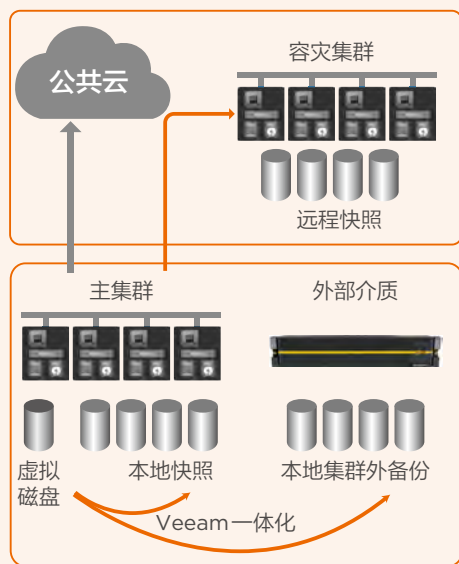 公共云
容灾集群
远程快照
主集群
外部介质
虚拟
磁盘
本地快照
本地集群外备份
Veeam一体化